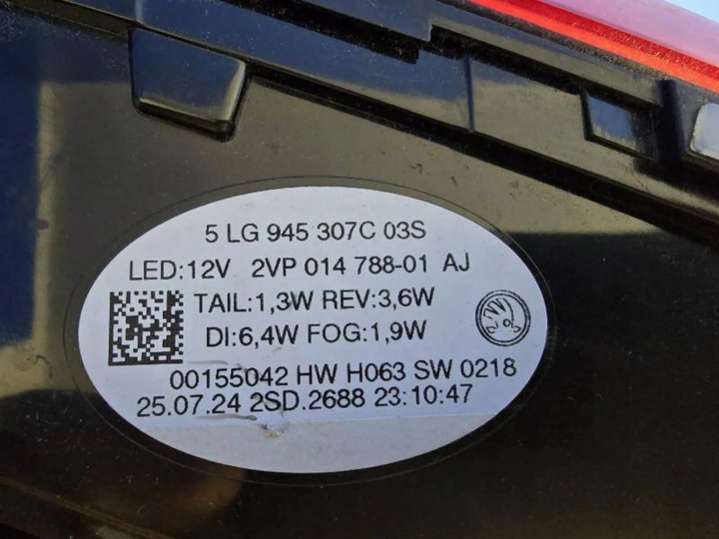 5 LG 945 307C 03S
LED:12V 2VP 014 788-01 AJ
TAIL:1,3W REV:3,6W
DI:6,4W FOG:1,9W
00155042 HW H063 SW 0218
25.07.24 2SD.2688 23:10:47